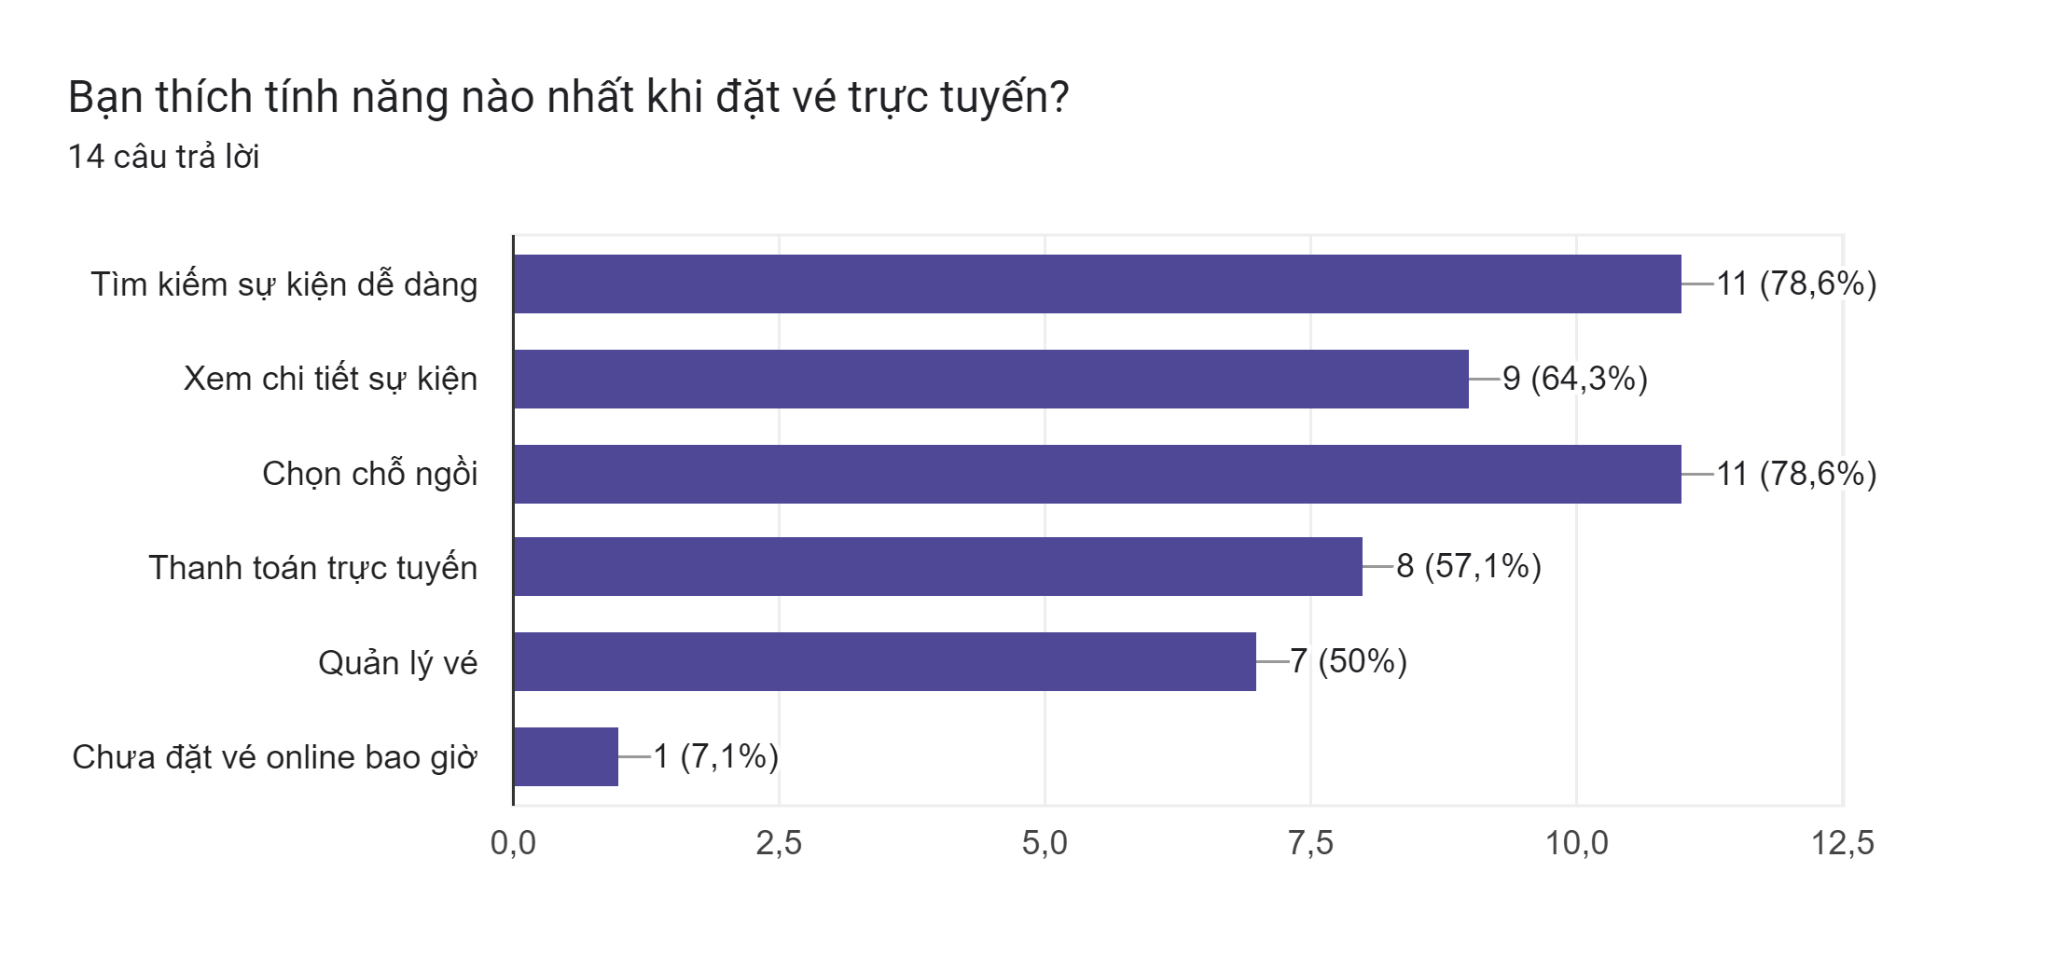 Bạn thích tính năng nào nhất khi đặt vé trực tuyến?
14 câu trả lời
Tìm kiếm sự kiện dễ dàng 11 (78,6%)
Xem chi tiết sự kiện 9 (64,3%)
Chọn chỗ ngồi 11 (78,6%)
Thanh toán trực tuyến 8 (57,1%)
Quản lý vé 7 (50%)
Chưa đặt vé online bao giờ 1 (7,1%)
0,0 2,5 5,0 7,5 10,0 12,5